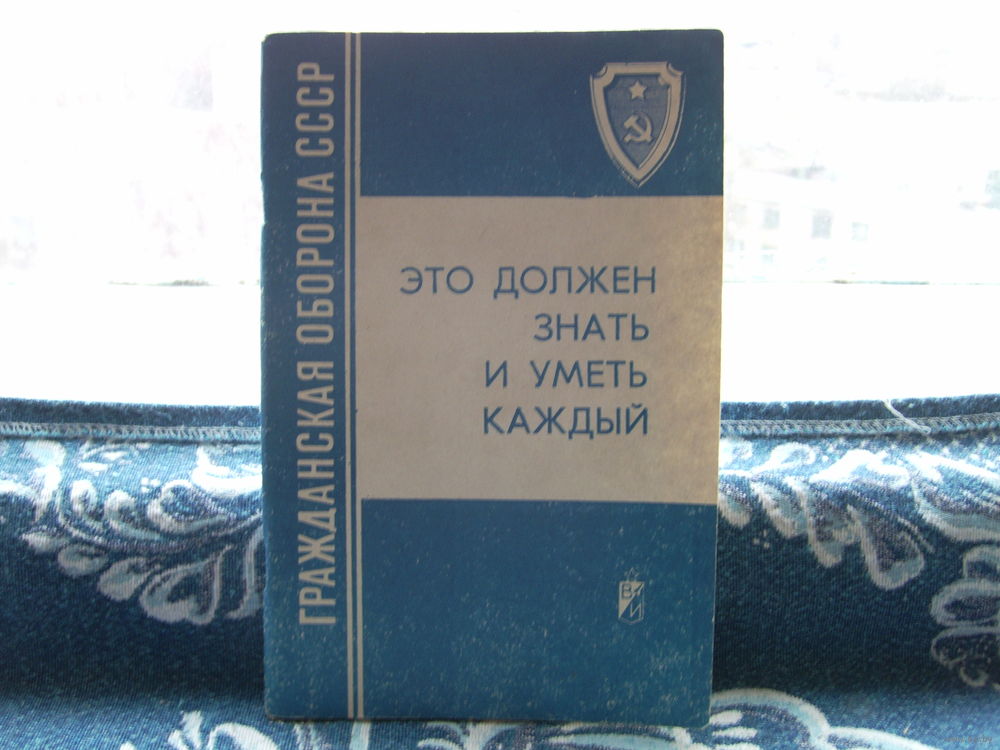 ГРАЖДАНСКАЯ ОБОРОНА СССР
ЭТО ДОЛЖЕН
ЗНАТЬ
И УМЕТЬ
КАЖДЫЙ
В
И